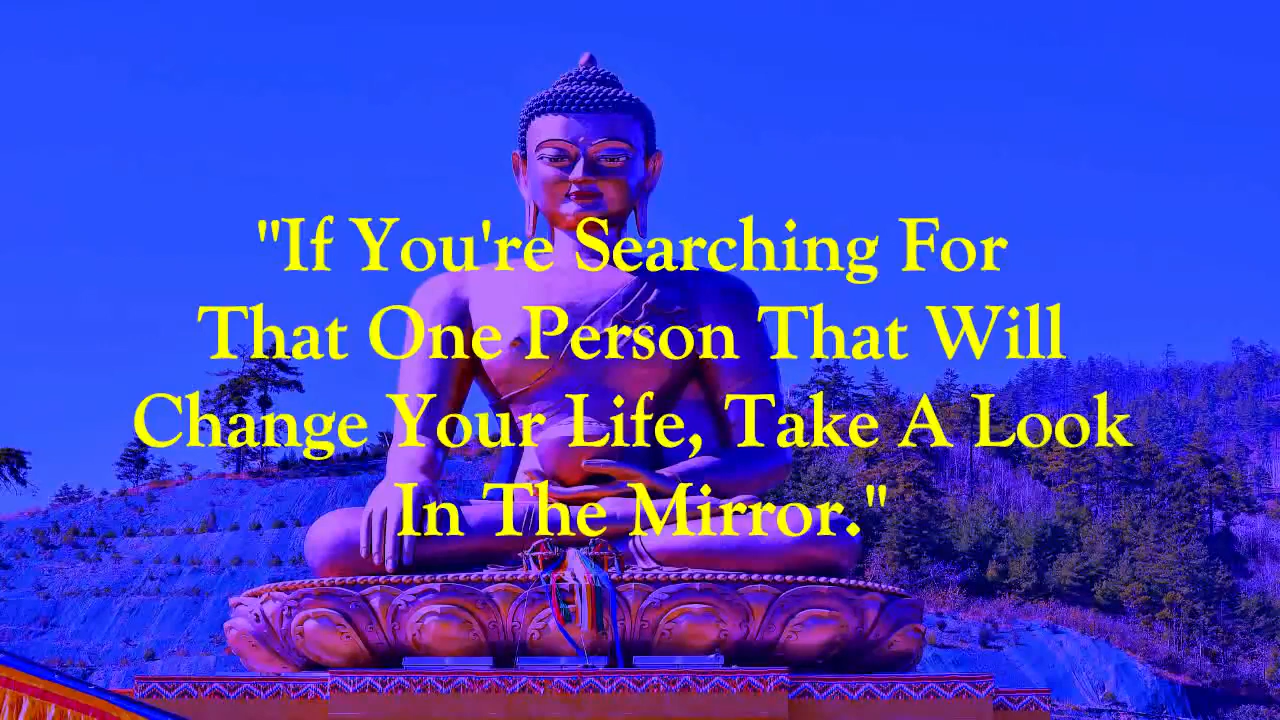 "If You're Searching For
That One Person That Will
Change Your Life, Take A Look
In The Mirror."